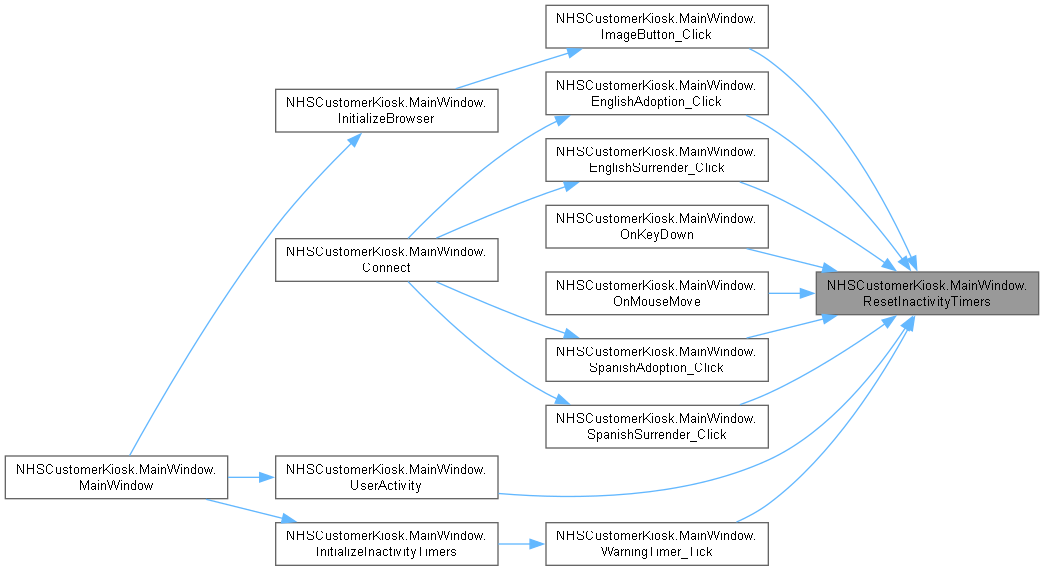 NHSCustomerKiosk.MainWindow.
ImageButton_Click
NHSCustomerKiosk.MainWindow.
EnglishAdoption_Click
NHSCustomerKiosk.MainWindow.
InitializeBrowser
NHSCustomerKiosk.MainWindow.
EnglishSurrender_Click
NHSCustomerKiosk.MainWindow.
OnKeyDown
NHSCustomerKiosk.MainWindow.
Connect
NHSCustomerKiosk.MainWindow.
OnMouseMove
NHSCustomerKiosk.MainWindow.
ResetInactivityTimers
NHSCustomerKiosk.MainWindow.
SpanishAdoption_Click
NHSCustomerKiosk.MainWindow.
SpanishSurrender_Click
NHSCustomerKiosk.MainWindow.
MainWindow
NHSCustomerKiosk.MainWindow.
UserActivity
NHSCustomerKiosk.MainWindow.
InitializeInactivityTimers
NHSCustomerKiosk.MainWindow.
WarningTimer_Tick